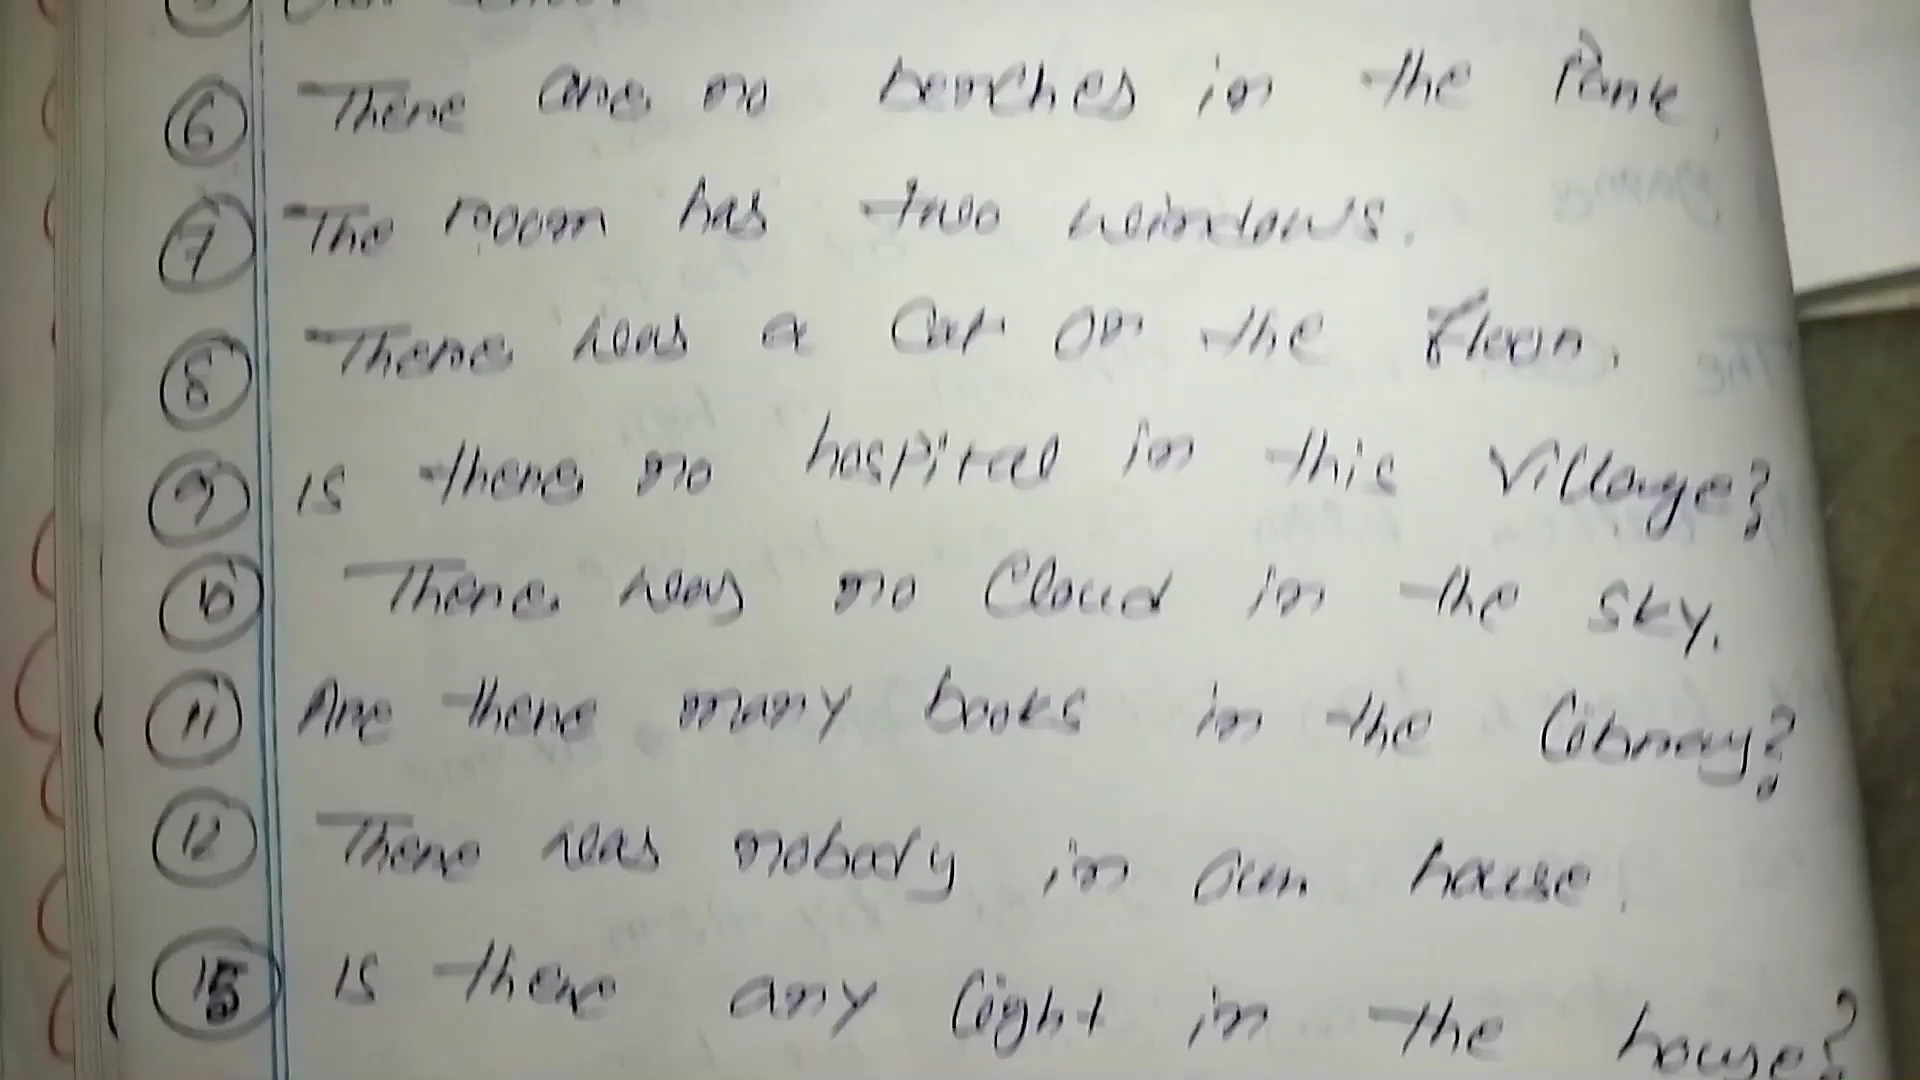 6 There are no benches in the Park.
7 The room has two windows.
8 There was a Cat on the floor.
9 Is there no hospital in this Village?
10 There was no Cloud in the sky.
11 Are there many books in the library?
12 There was nobody in our house.
Is there any light in the house?